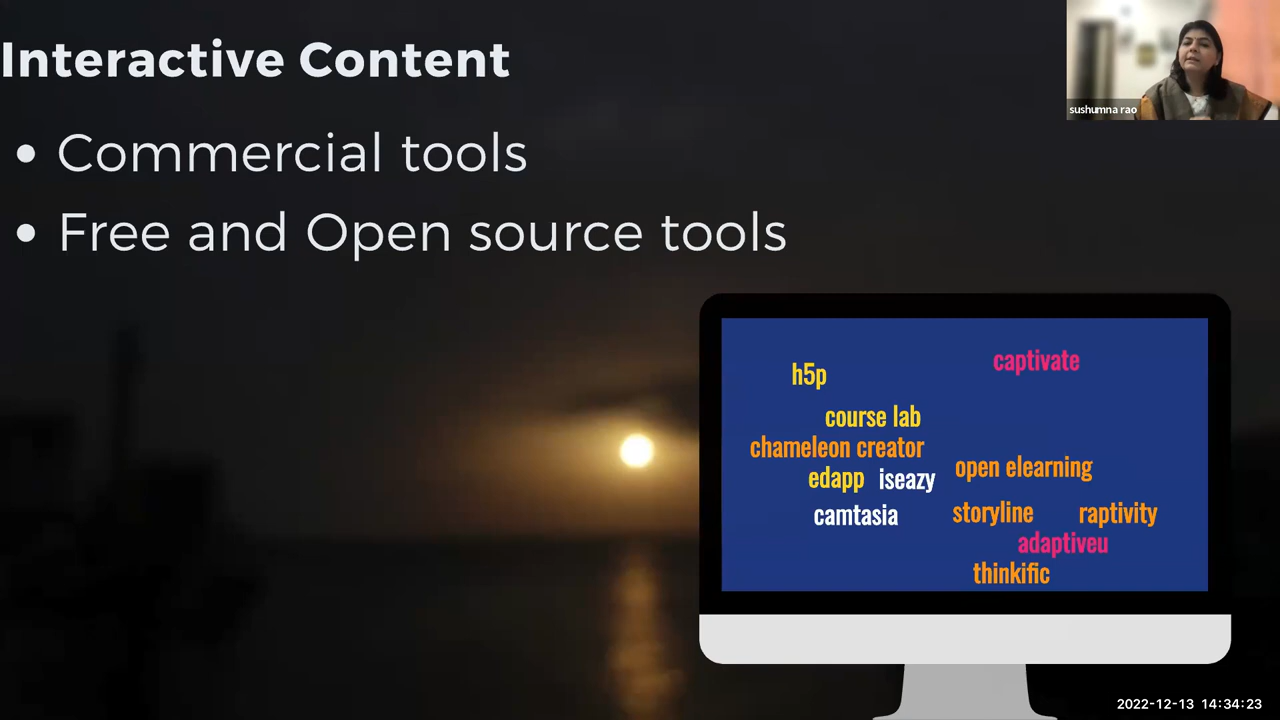 Interactive Content
sushumna rao
• Commercial tools
• Free and Open source tools
captivate
h5p
course lab
chameleon creator
open elearning
edapp iseazy
camtasia
storyline
raptivity
adaptiveu
thinkific
2022-12-13 14:34:23